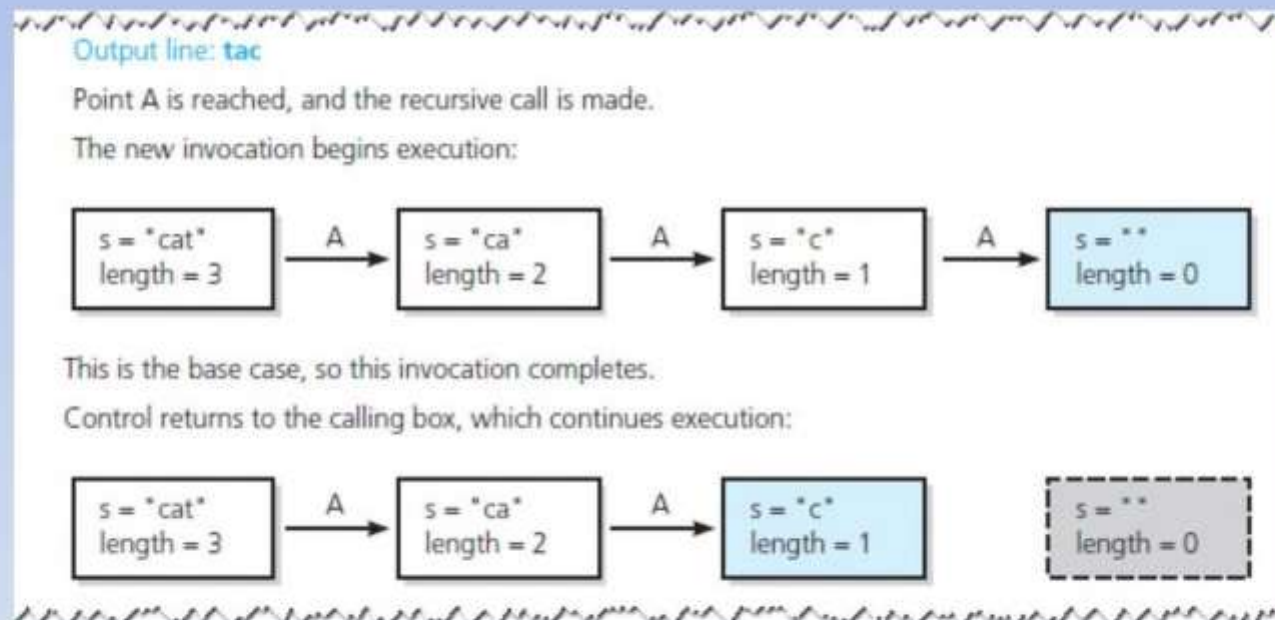 Output line: tac
Point A is reached, and the recursive call is made.
The new invocation begins execution:
s = "cat" A s = "ca" A s = "c" A s = ""
length = 3 length = 2 length = 1 length = 0
This is the base case, so this invocation completes.
Control returns to the calling box, which continues execution:
s = "cat" A s = "ca" A s = "c" s = ""
length = 3 length = 2 length = 1 length = 0